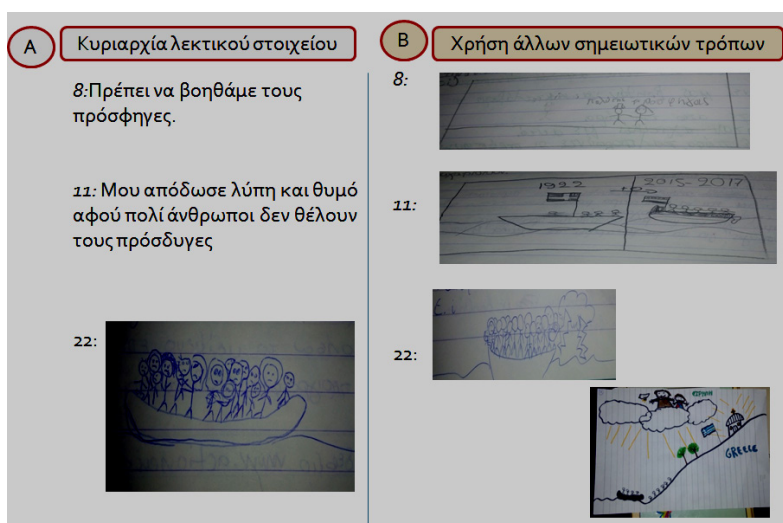 A
Κυριαρχία λεκτικού στοιχείου
B
Χρήση άλλων σημειωτικών τρόπων
8:Πρέπει να βοηθάμε τους
πρόσφηγες.
11: Μου απόδωσε λύπη και θυμό
αφού πολί άνθρωποι δεν θέλουν
τους πρόσδυγες
22:
8:
11:
1922
2015-2017
22:
GREECE